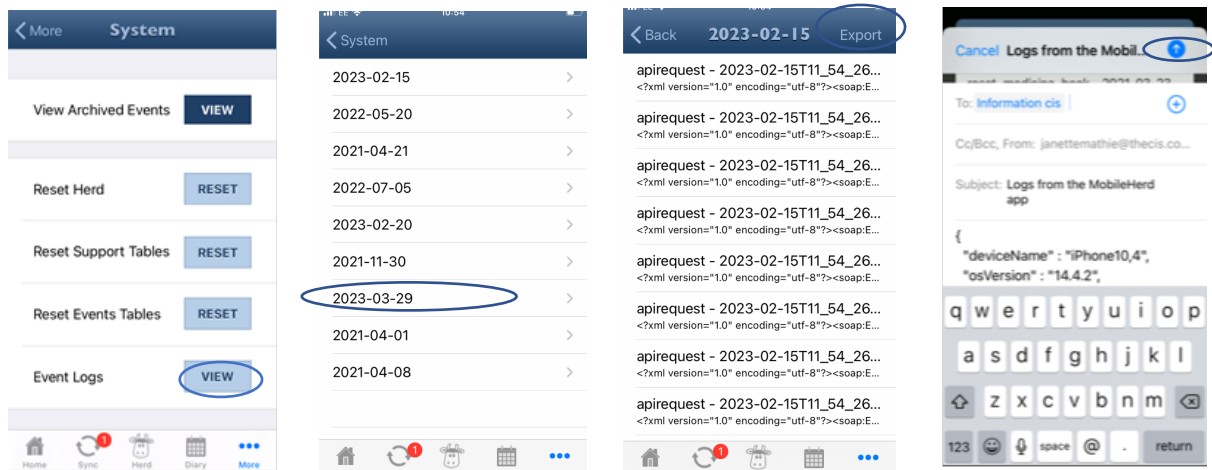 More System
View Archived Events VIEW
Reset Herd RESET
Reset Support Tables RESET
Reset Events Tables RESET
Event Logs VIEW
1
Home Sync Herd Diary More
EE 10:54
System
2023-02-15
2022-05-20
2021-04-21
2022-07-05
2023-02-20
2021-11-30
2023-03-29
2021-04-01
2021-04-08
1
Back 2023-02-15 Export
apirequest - 2023-02-15T11_54_26...
<?xml version="1.0" encoding="utf-8"?><soap:E...
apirequest - 2023-02-15T11_54_26...
<?xml version="1.0" encoding="utf-8"?><soap:E...
apirequest - 2023-02-15T11_54_26...
<?xml version="1.0" encoding="utf-8"?><soap:E...
apirequest - 2023-02-15T11_54_26...
<?xml version="1.0" encoding="utf-8"?><soap:E...
apirequest - 2023-02-15T11_54_26...
<?xml version="1.0" encoding="utf-8"?><soap:E...
apirequest - 2023-02-15T11_54_26...
<?xml version="1.0" encoding="utf-8"?><soap:E...
apirequest - 2023-02-15T11_54_26...
<?xml version="1.0" encoding="utf-8"?><soap:E...
apirequest - 2023-02-15T11_54_26...
<?xml version="1.0" encoding="utf-8"?><soap:E...
1
Cancel Logs from the Mobil...
To: Information cis
Cc/Bcc, From: janettemathie@thecis.co...
Subject: Logs from the MobileHerd
app
{
"deviceName" : "iPhone10,4",
"osVersion" : "14.4.2",
q w e r t y u i o p
a s d f g h j k l
z x c v b n m
123 space @ . return